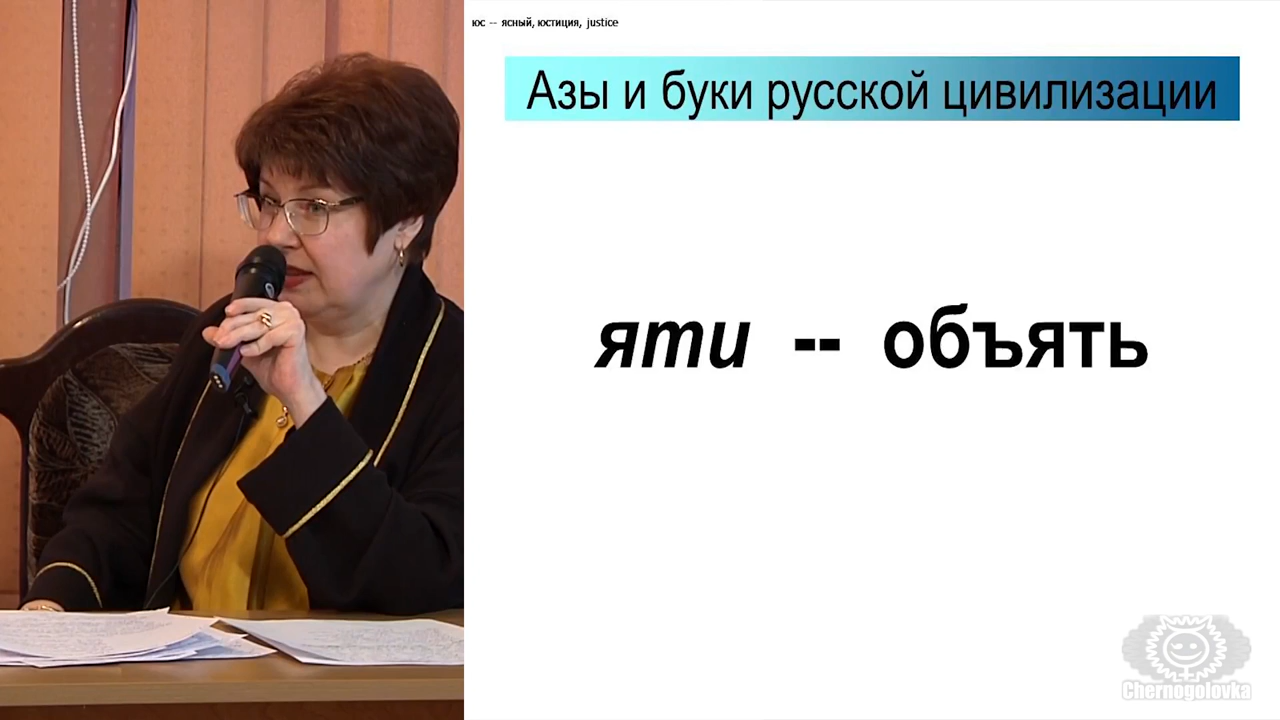 юс -- ясный, юстиция, justice
Азы и буки русской цивилизации
яти -- объять
Chernogolovka